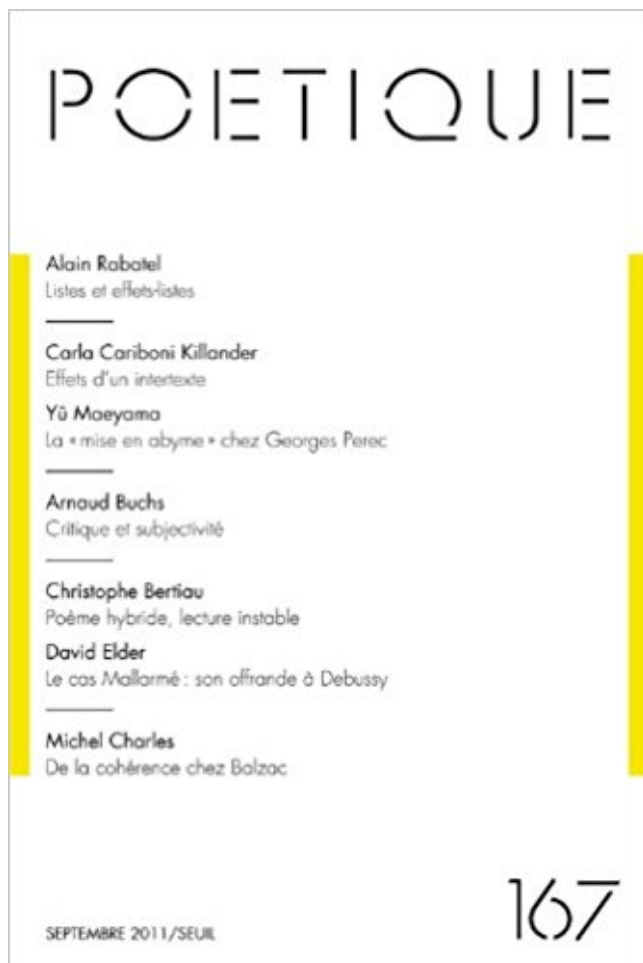 POETIQUE
Alain Rabatel
Listes et effets-listes
Carla Cariboni Killander
Effets d'un intertexte
Yû Maeyama
La « mise en abyme » chez Georges Perec
Arnaud Buchs
Critique et subjectivité
Christophe Bertiau
Poème hybride, lecture instable
David Elder
Le cas Mallarmé : son offrande à Debussy
Michel Charles
De la cohérence chez Balzac
167
SEPTEMBRE 2011/SEUIL